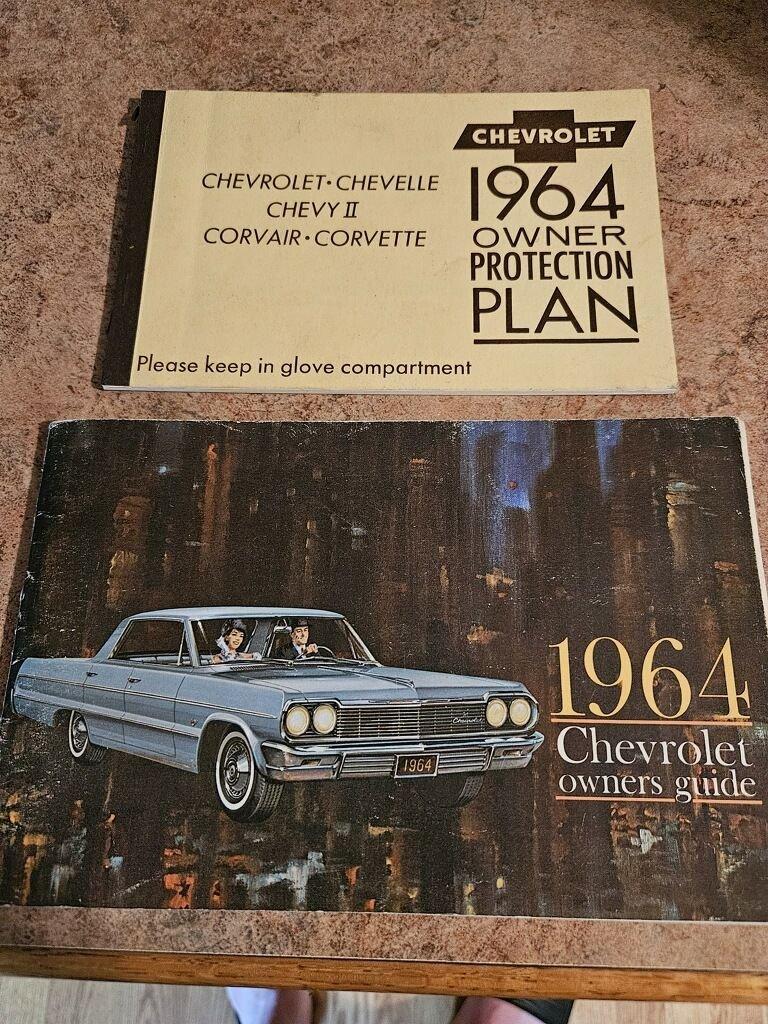 CHEVROLET
CHEVROLET·CHEVELLE
CHEVY II
CORVAIR·CORVETTE
1964
OWNER
PROTECTION
PLAN
Please keep in glove compartment
1964
Chevrolet
owners guide
Chevrolet
1964